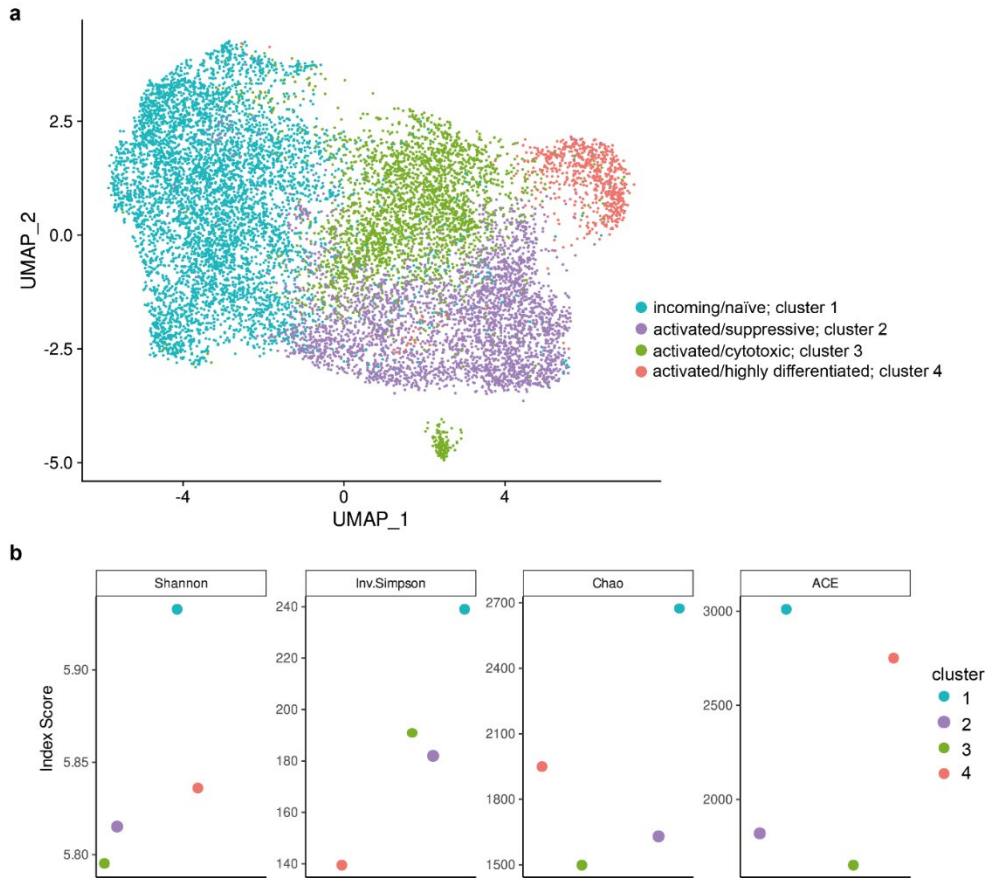 a
2.5
0.0
-2.5
-5.0
UMAP_2
-4
0
4
UMAP_1
incoming/naïve; cluster 1
activated/suppressive; cluster 2
activated/cytotoxic; cluster 3
activated/highly differentiated; cluster 4
b
Shannon
Inv.Simpson
Chao
ACE
Index Score
5.90
5.85
5.80
240
220
200
180
160
140
2700
2400
2100
1800
1500
3000
2500
2000
cluster
1
2
3
4